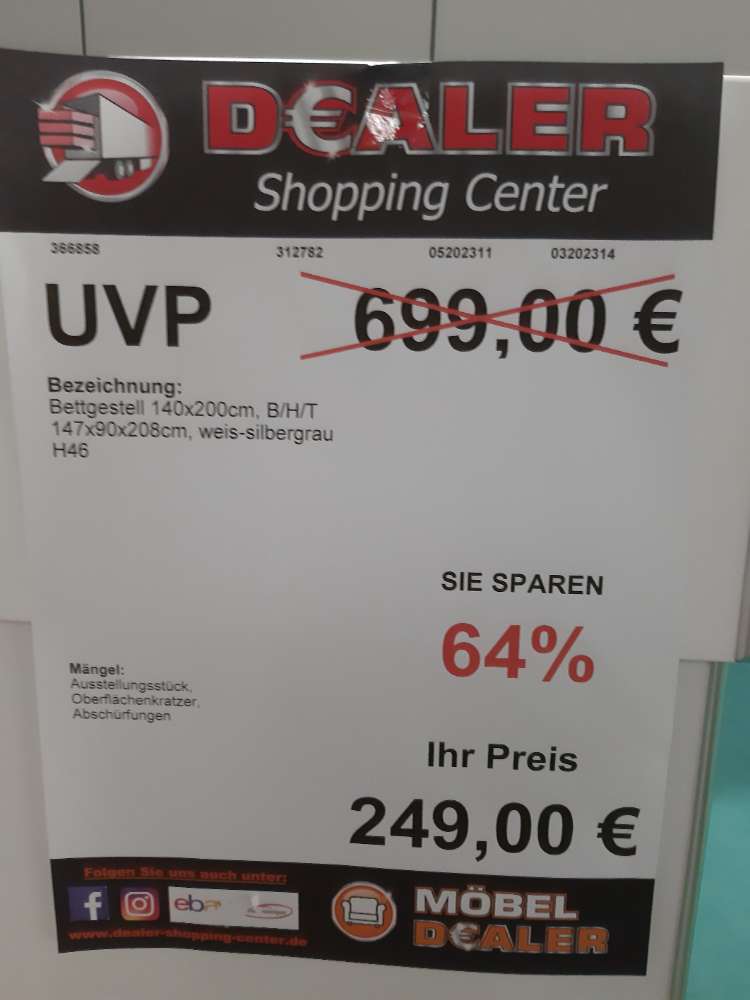 D€ALER
Shopping Center
366858 312782 05202311 03202314
UVP 699,00 €
Bezeichnung:
Bettgestell 140x200cm, B/H/T
147x90x208cm, weis-silbergrau
H46
SIE SPAREN
64%
Mängel:
Ausstellungsstück,
Oberflächenkratzer,
Abschürfungen
Ihr Preis
249,00 €
Folgen Sie uns auch unter:
f
www.dealer-shopping-center.de
MÖBEL
D€ALER